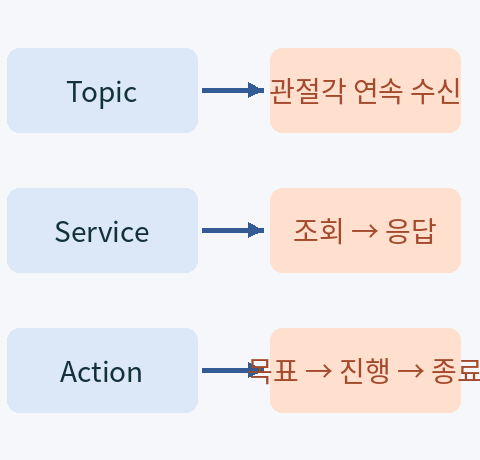 Topic
관절각 연속 수신
Service
조회 → 응답
Action
목표 → 진행 → 종료